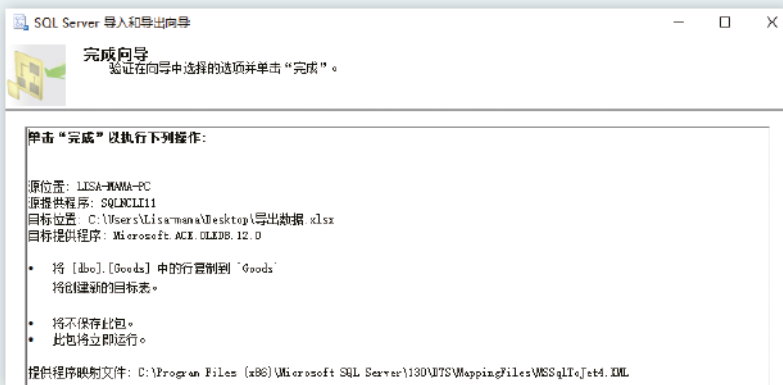 SQL Server 导入和导出向导
完成向导
验证在向导中选择的选项并单击“完成”。
单击“完成”以执行下列操作:
源位置: LISA-MAMA-PC
源提供程序: SQLNCLI11
目标位置: C:\Users\Lisa-mama\Desktop\导出数据.xlsx
目标提供程序: Microsoft.ACE.OLEDB.12.0
• 将 [dbo].[Goods] 中的行复制到 `Goods`
将创建新的目标表。
• 将不保存此包。
• 此包将立即运行。
提供程序映射文件: C:\Program Files (x86)\Microsoft SQL Server\130\DTS\MappingFiles\MSSqlToJet4.XML